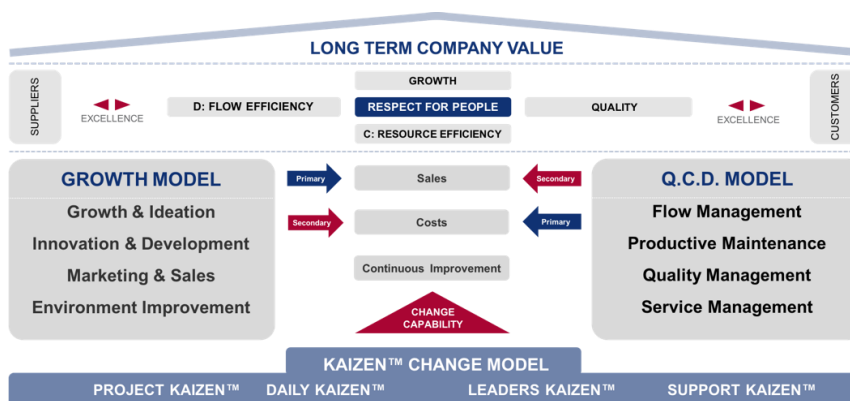 LONG TERM COMPANY VALUE
SUPPLIERS
EXCELLENCE
D: FLOW EFFICIENCY
GROWTH
RESPECT FOR PEOPLE
C: RESOURCE EFFICIENCY
QUALITY
EXCELLENCE
CUSTOMERS
GROWTH MODEL
Growth & Ideation
Innovation & Development
Marketing & Sales
Environment Improvement
Primary
Sales
Secondary
Secondary
Costs
Primary
Continuous Improvement
CHANGE
CAPABILITY
Q.C.D. MODEL
Flow Management
Productive Maintenance
Quality Management
Service Management
KAIZEN™ CHANGE MODEL
PROJECT KAIZEN™
DAILY KAIZEN™
LEADERS KAIZEN™
SUPPORT KAIZEN™